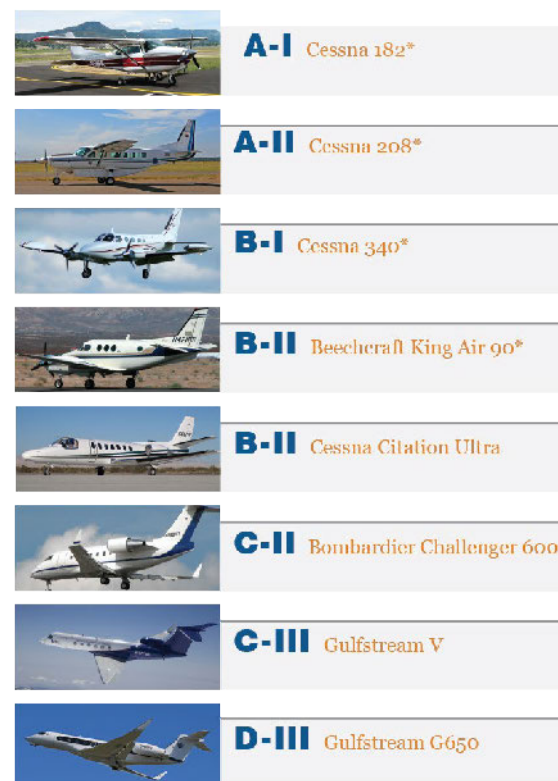 A-I Cessna 182*
A-II Cessna 208*
B-I Cessna 340*
B-II Beechcraft King Air 90*
B-II Cessna Citation Ultra
C-II Bombardier Challenger 600
C-III Gulfstream V
D-III Gulfstream G650